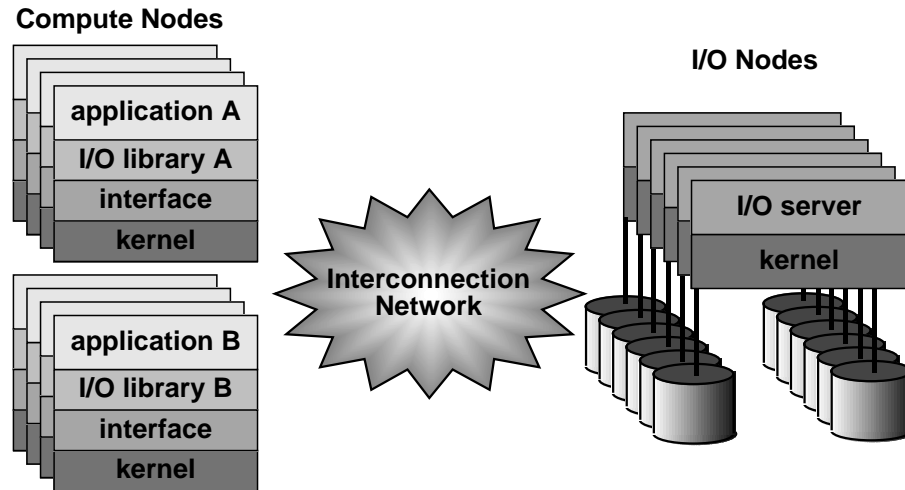 Compute Nodes
application A
I/O library A
interface
kernel
application B
I/O library B
interface
kernel
Interconnection
Network
I/O Nodes
I/O server
kernel